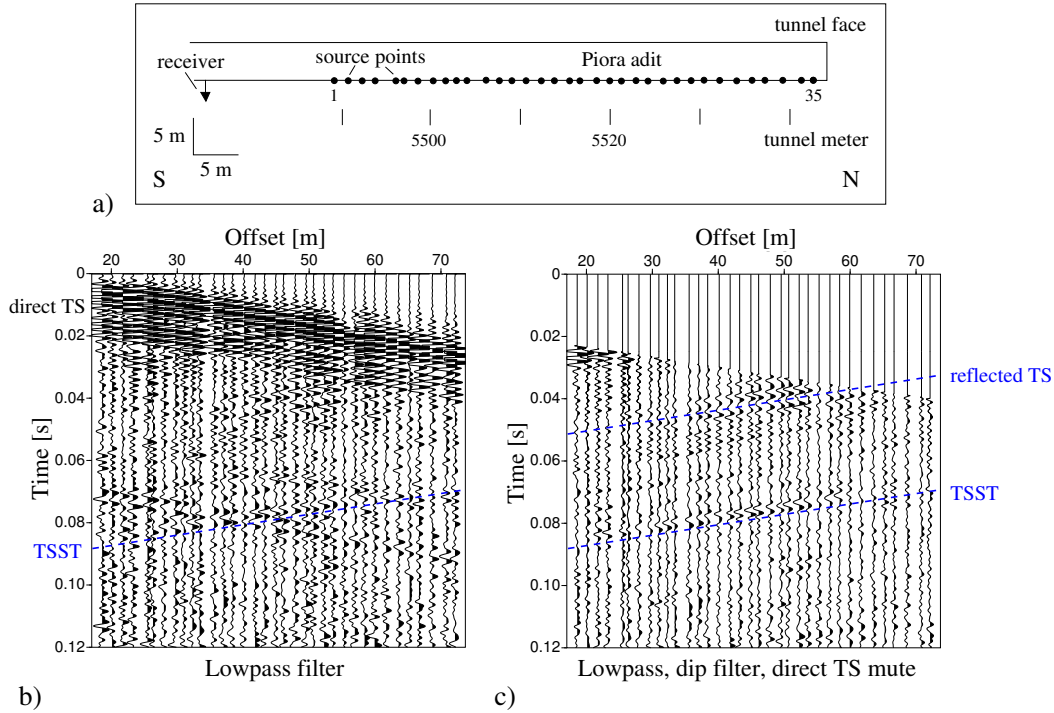 tunnel face
receiver
source points
Piora adit
1
35
5 m
5 m
5500
5520
tunnel meter
S
N
a)
Offset [m]
20 30 40 50 60 70
0
0.02
0.04
0.06
0.08
0.10
0.12
Time [s]
direct TS
TSST
Lowpass filter
b)
Offset [m]
20 30 40 50 60 70
0
0.02
0.04
0.06
0.08
0.10
0.12
Time [s]
reflected TS
TSST
Lowpass, dip filter, direct TS mute
c)